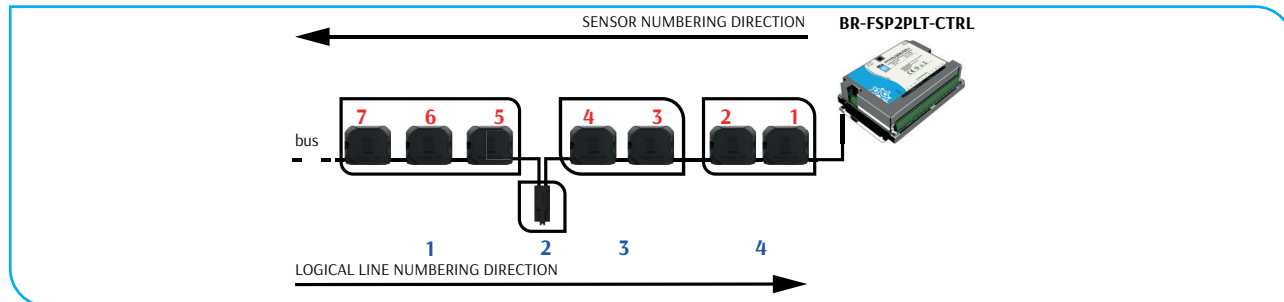 SENSOR NUMBERING DIRECTION
BR-FSP2PLT-CTRL
7 6 5 4 3 2 1
bus
1 2 3 4
LOGICAL LINE NUMBERING DIRECTION